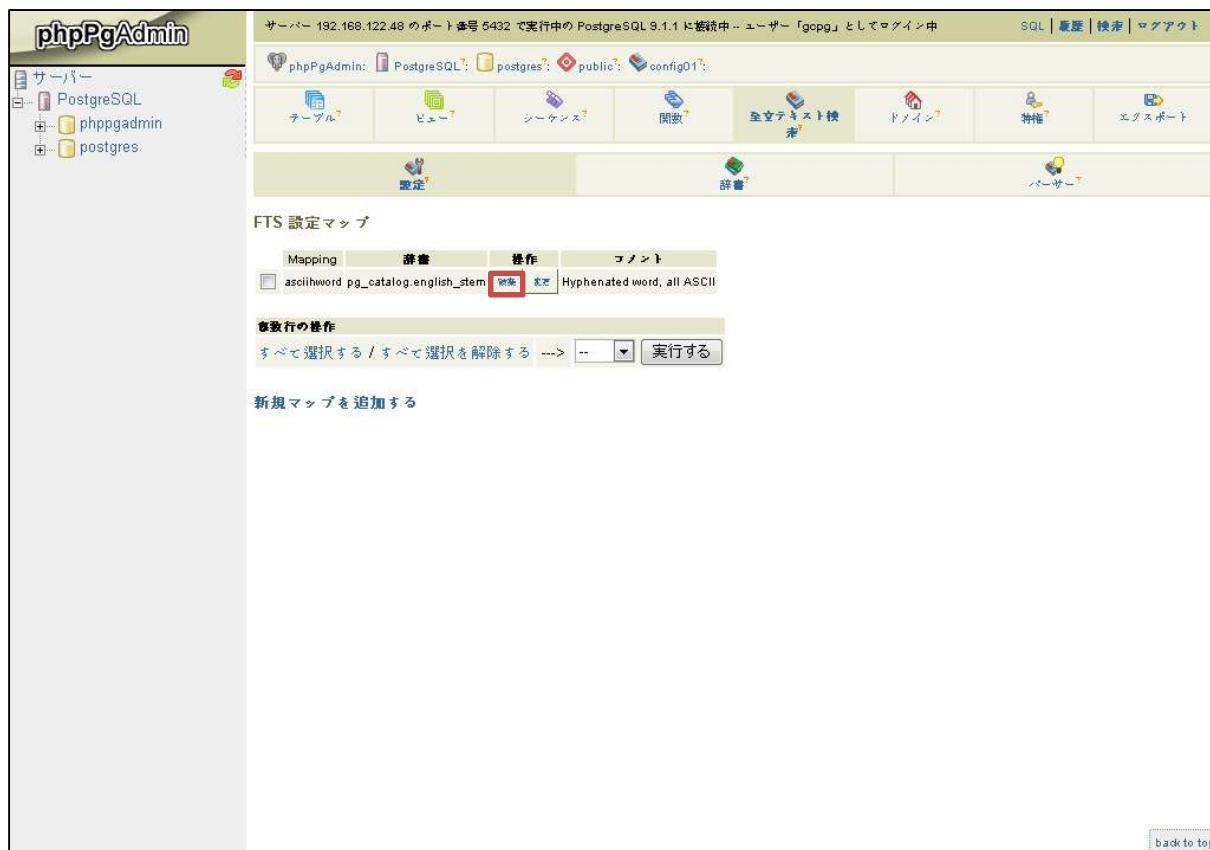 phpPgAdmin
サーバー 192.168.122.48 のポート番号 5432 で実行中の PostgreSQL 9.1.1 に接続中 -- ユーザー「gopg」としてログイン中
SQL | 履歴 | 検索 | ログアウト
サーバー
PostgreSQL
phppgadmin
postgres
phpPgAdmin: PostgreSQL?: postgres?: public?: config01?:
テーブル? ビュー? シーケンス? 関数? 全文テキスト検索? ドメイン? 特権? エクスポート
設定? 辞書? パーサー?
FTS 設定マップ
Mapping 辞書 操作 コメント
asciihword pg_catalog.english_stem 破棄 変更 Hyphenated word, all ASCII
複数行の操作
すべて選択する / すべて選択を解除する ---> -- 実行する
新規マップを追加する
back to top